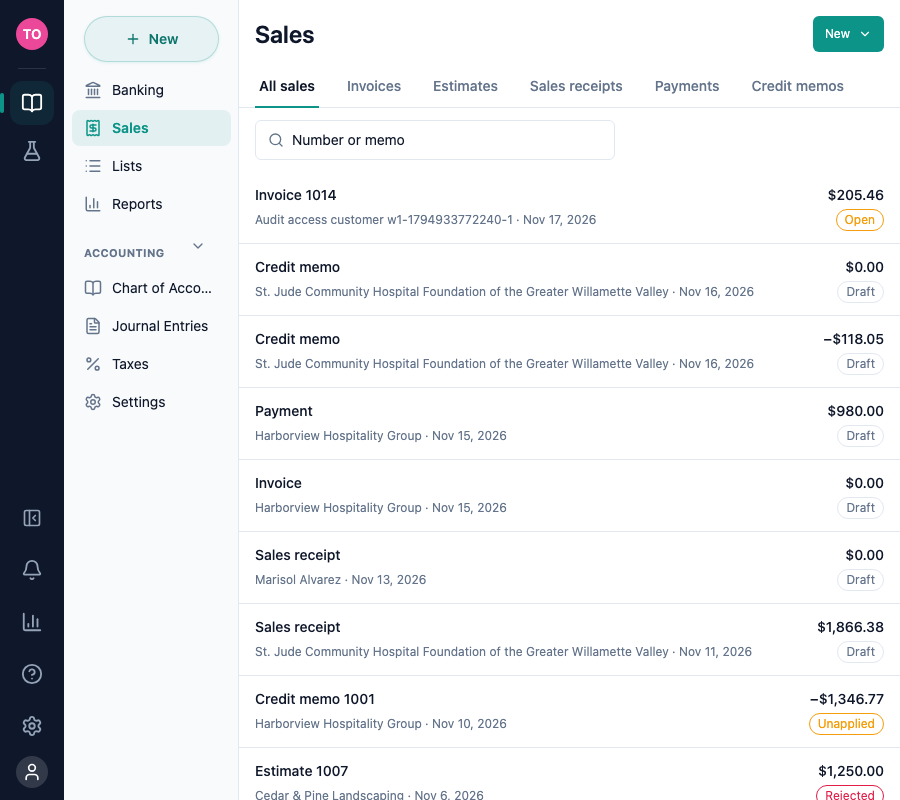 TO
New
Banking
Sales
Lists
Reports
ACCOUNTING
Chart of Acco...
Journal Entries
Taxes
Settings
Sales
New
All sales
Invoices
Estimates
Sales receipts
Payments
Credit memos
Number or memo
Invoice 1014
$205.46
Audit access customer w1-1794933772240-1 · Nov 17, 2026
Open
Credit memo
$0.00
St. Jude Community Hospital Foundation of the Greater Willamette Valley · Nov 16, 2026
Draft
Credit memo
−$118.05
St. Jude Community Hospital Foundation of the Greater Willamette Valley · Nov 16, 2026
Draft
Payment
$980.00
Harborview Hospitality Group · Nov 15, 2026
Draft
Invoice
$0.00
Harborview Hospitality Group · Nov 15, 2026
Draft
Sales receipt
$0.00
Marisol Alvarez · Nov 13, 2026
Draft
Sales receipt
$1,866.38
St. Jude Community Hospital Foundation of the Greater Willamette Valley · Nov 11, 2026
Draft
Credit memo 1001
−$1,346.77
Harborview Hospitality Group · Nov 10, 2026
Unapplied
Estimate 1007
$1,250.00
Cedar & Pine Landscaping · Nov 6, 2026
Rejected